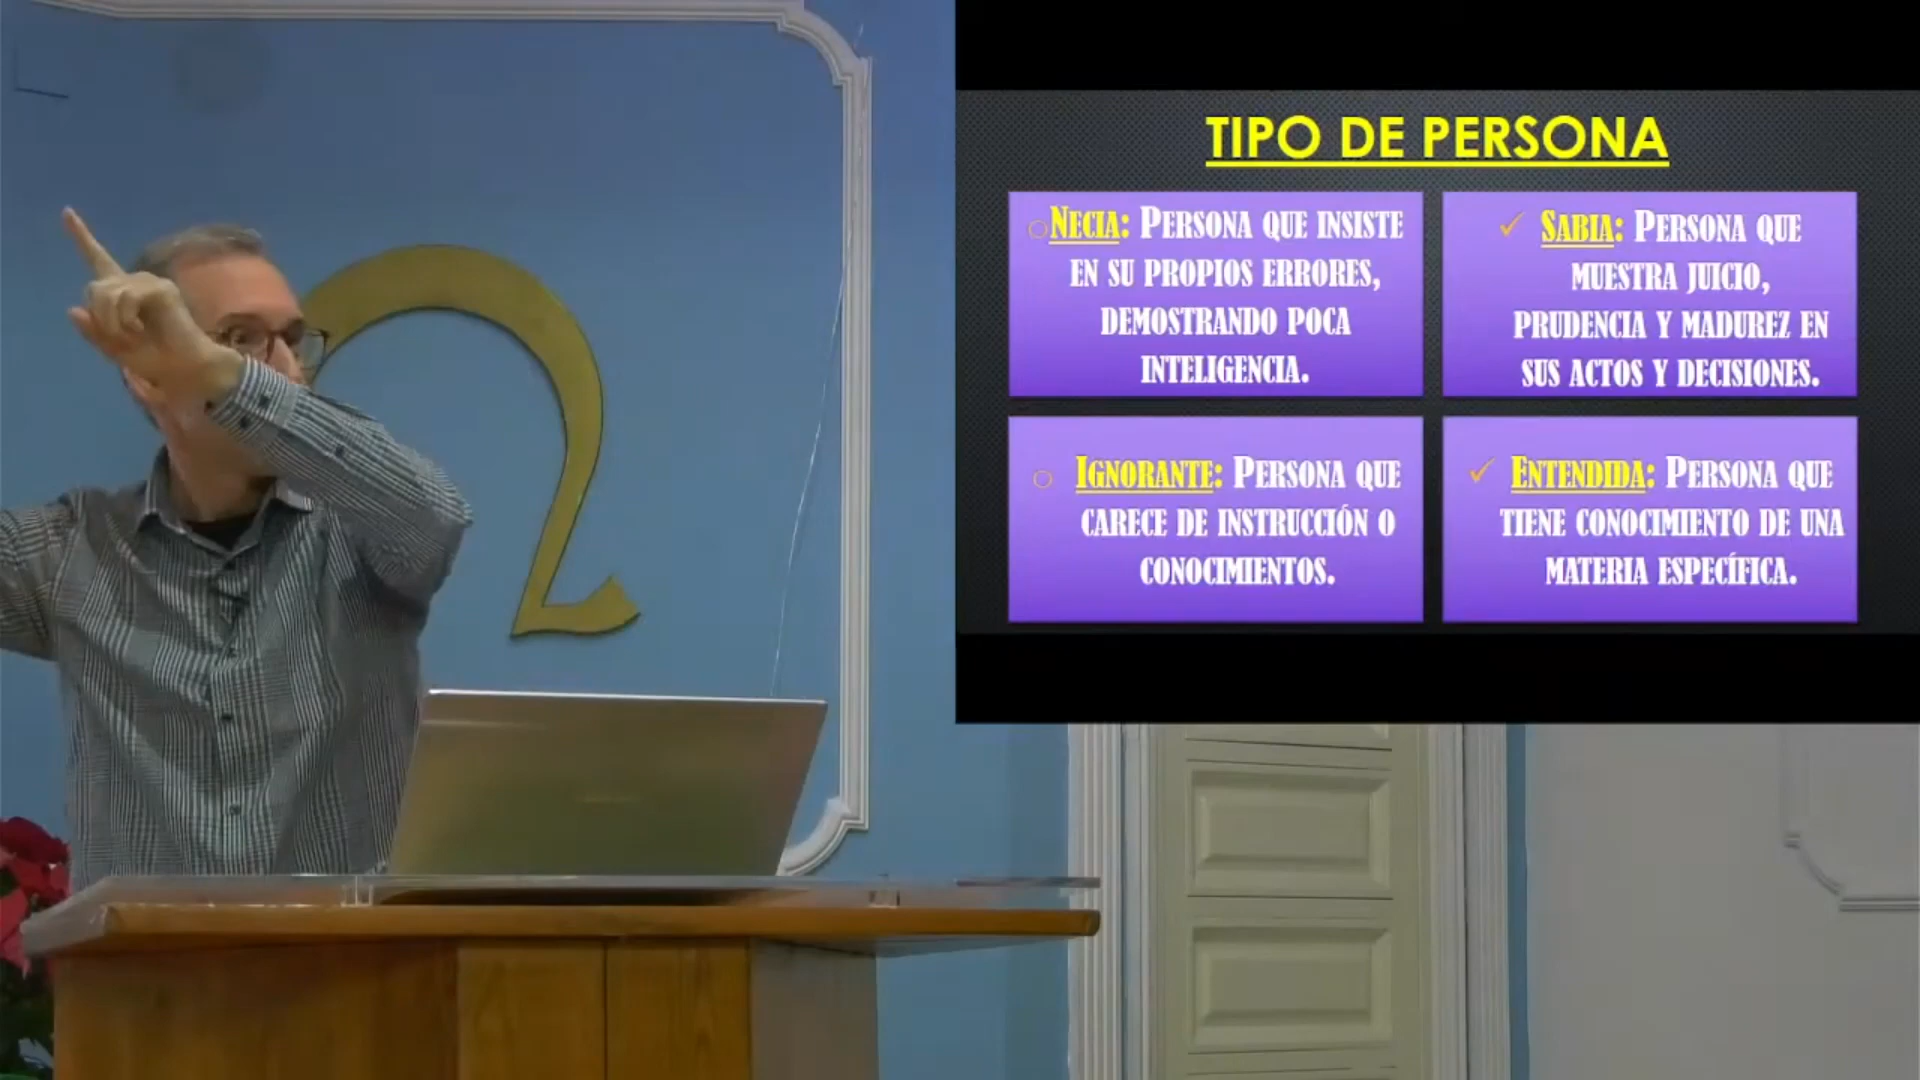 TIPO DE PERSONA
NECIA: PERSONA QUE INSISTE
EN SU PROPIOS ERRORES,
DEMOSTRANDO POCA
INTELIGENCIA.
SABIA: PERSONA QUE
MUESTRA JUICIO,
PRUDENCIA Y MADUREZ EN
SUS ACTOS Y DECISIONES.
IGNORANTE: PERSONA QUE
CARECE DE INSTRUCCIÓN O
CONOCIMIENTOS.
ENTENDIDA: PERSONA QUE
TIENE CONOCIMIENTO DE UNA
MATERIA ESPECÍFICA.
Ω